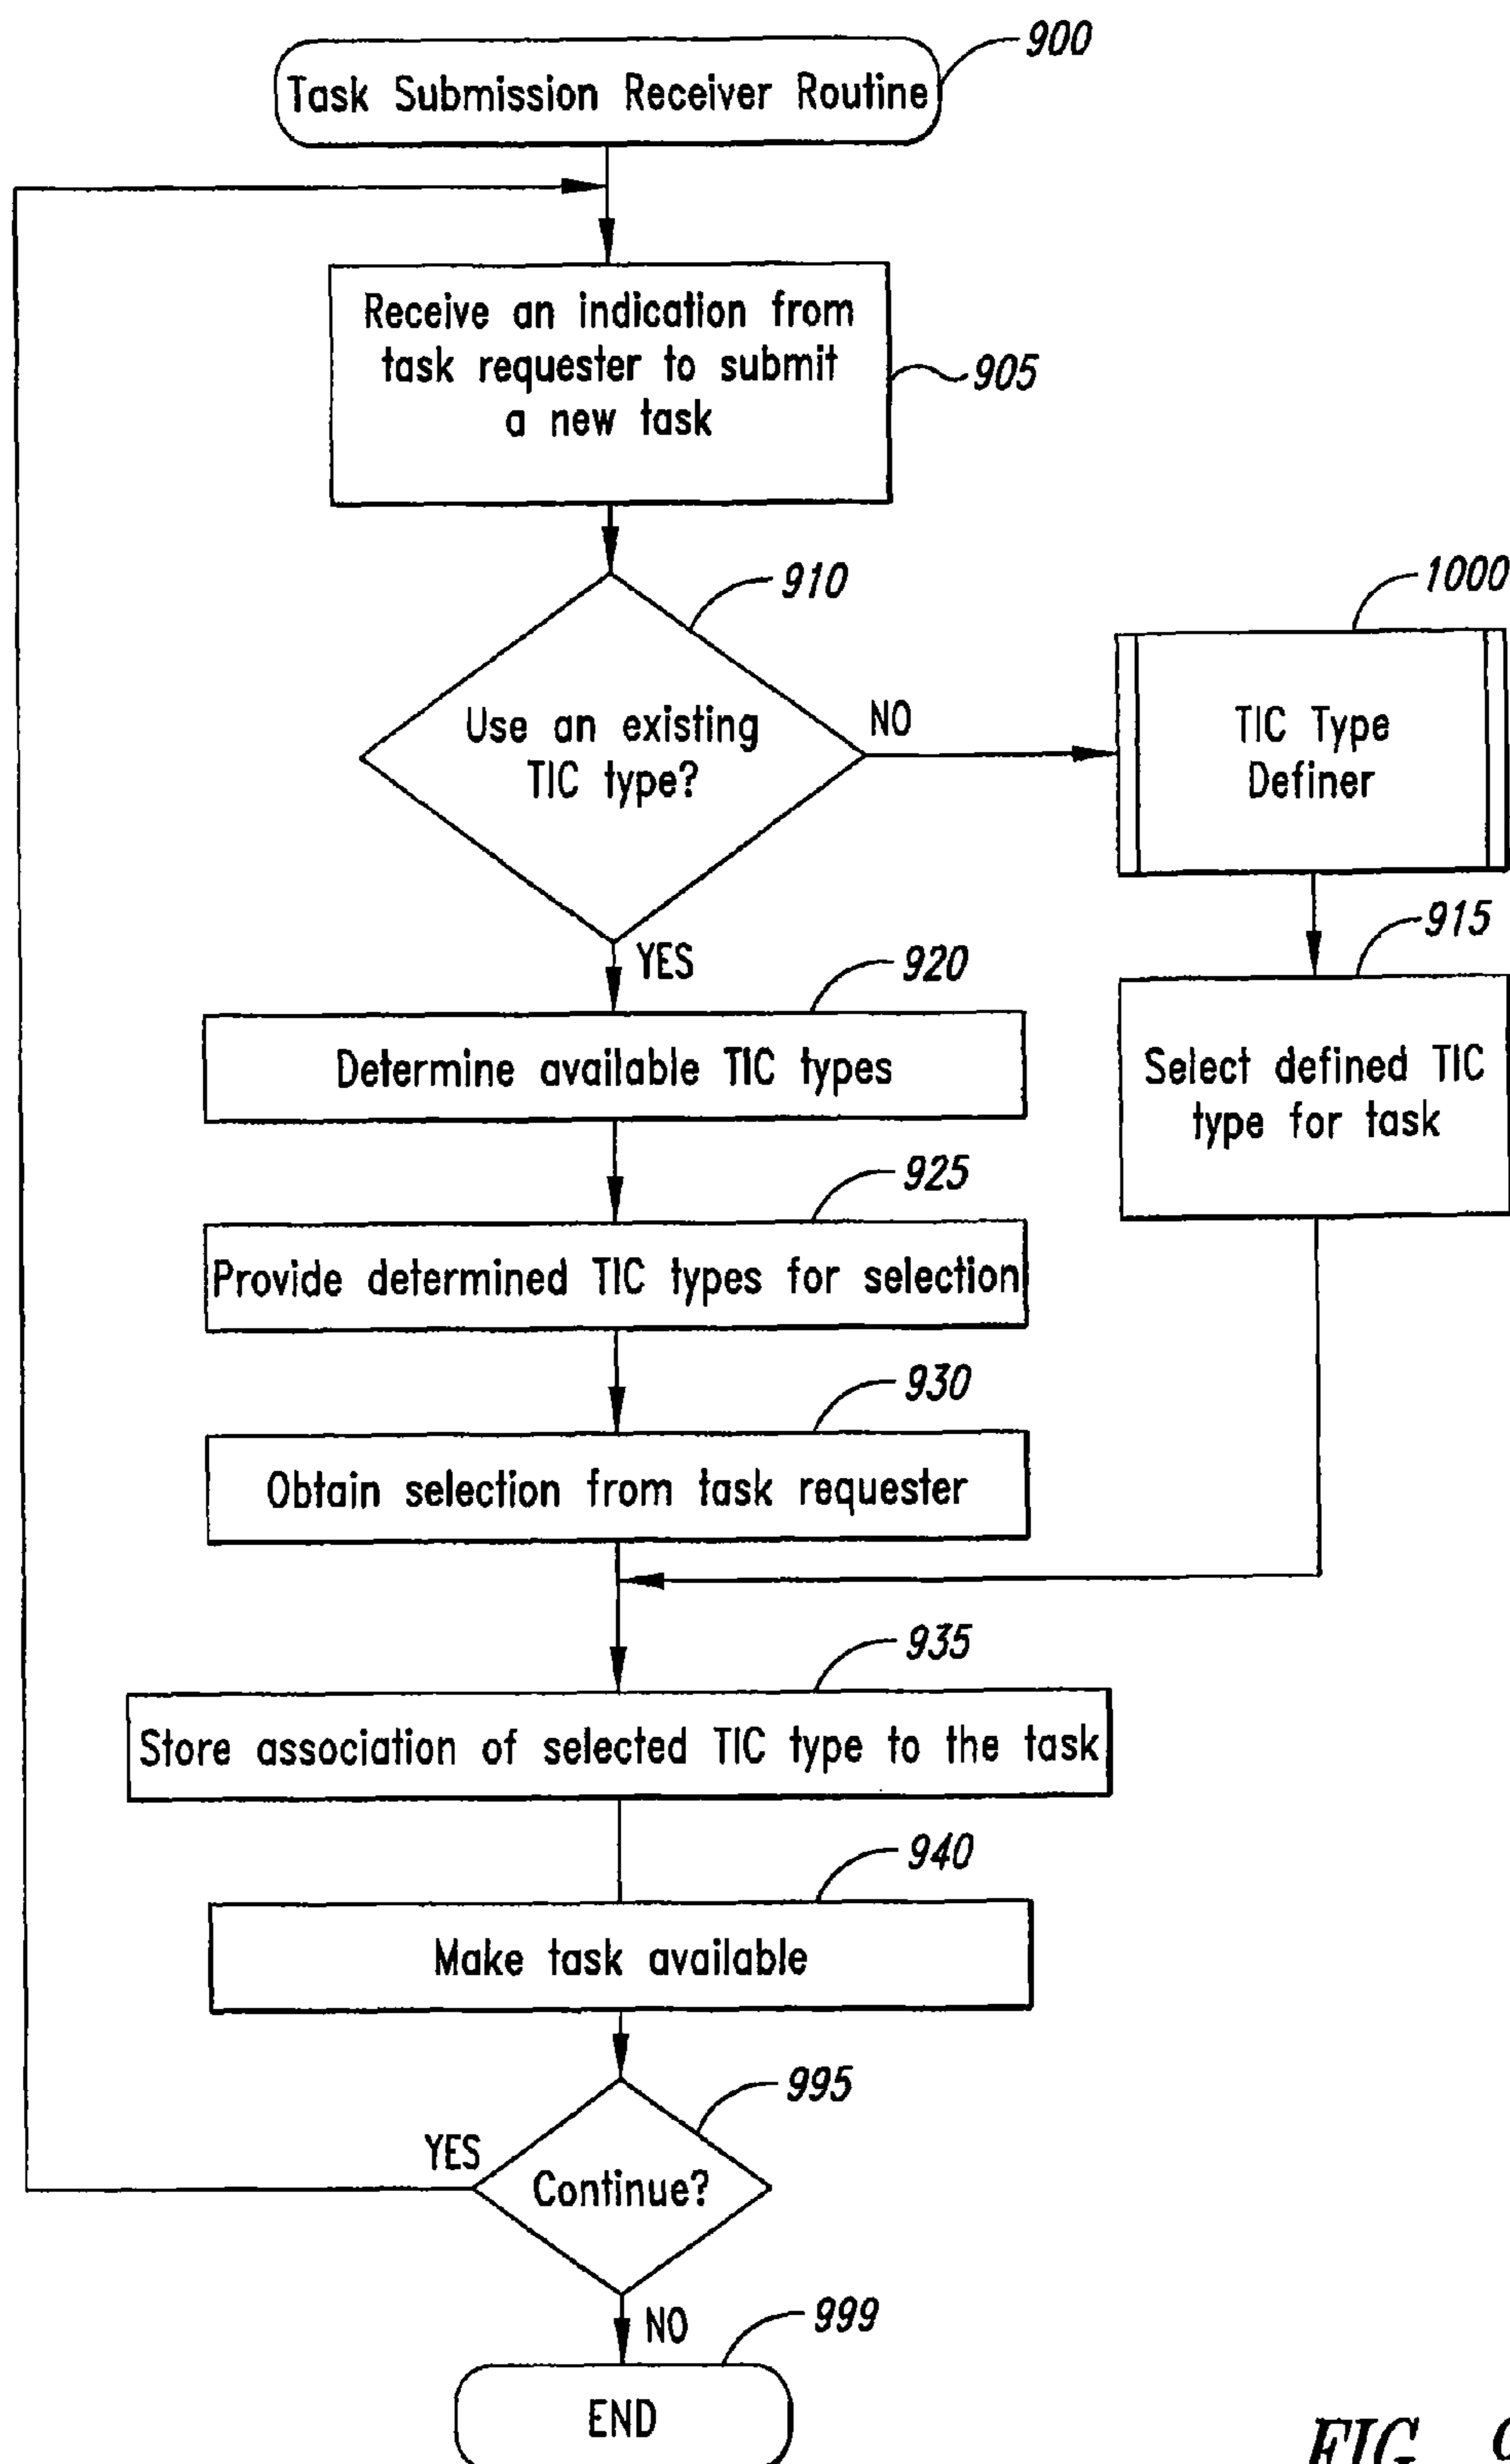 900
Task Submission Receiver Routine
Receive an indication from
task requester to submit
a new task
905
910
Use an existing
TIC type?
NO
1000
TIC Type
Definer
YES
915
Select defined TIC
type for task
920
Determine available TIC types
925
Provide determined TIC types for selection
930
Obtain selection from task requester
935
Store association of selected TIC type to the task
940
Make task available
995
YES
Continue?
NO
999
END
FIG. 9